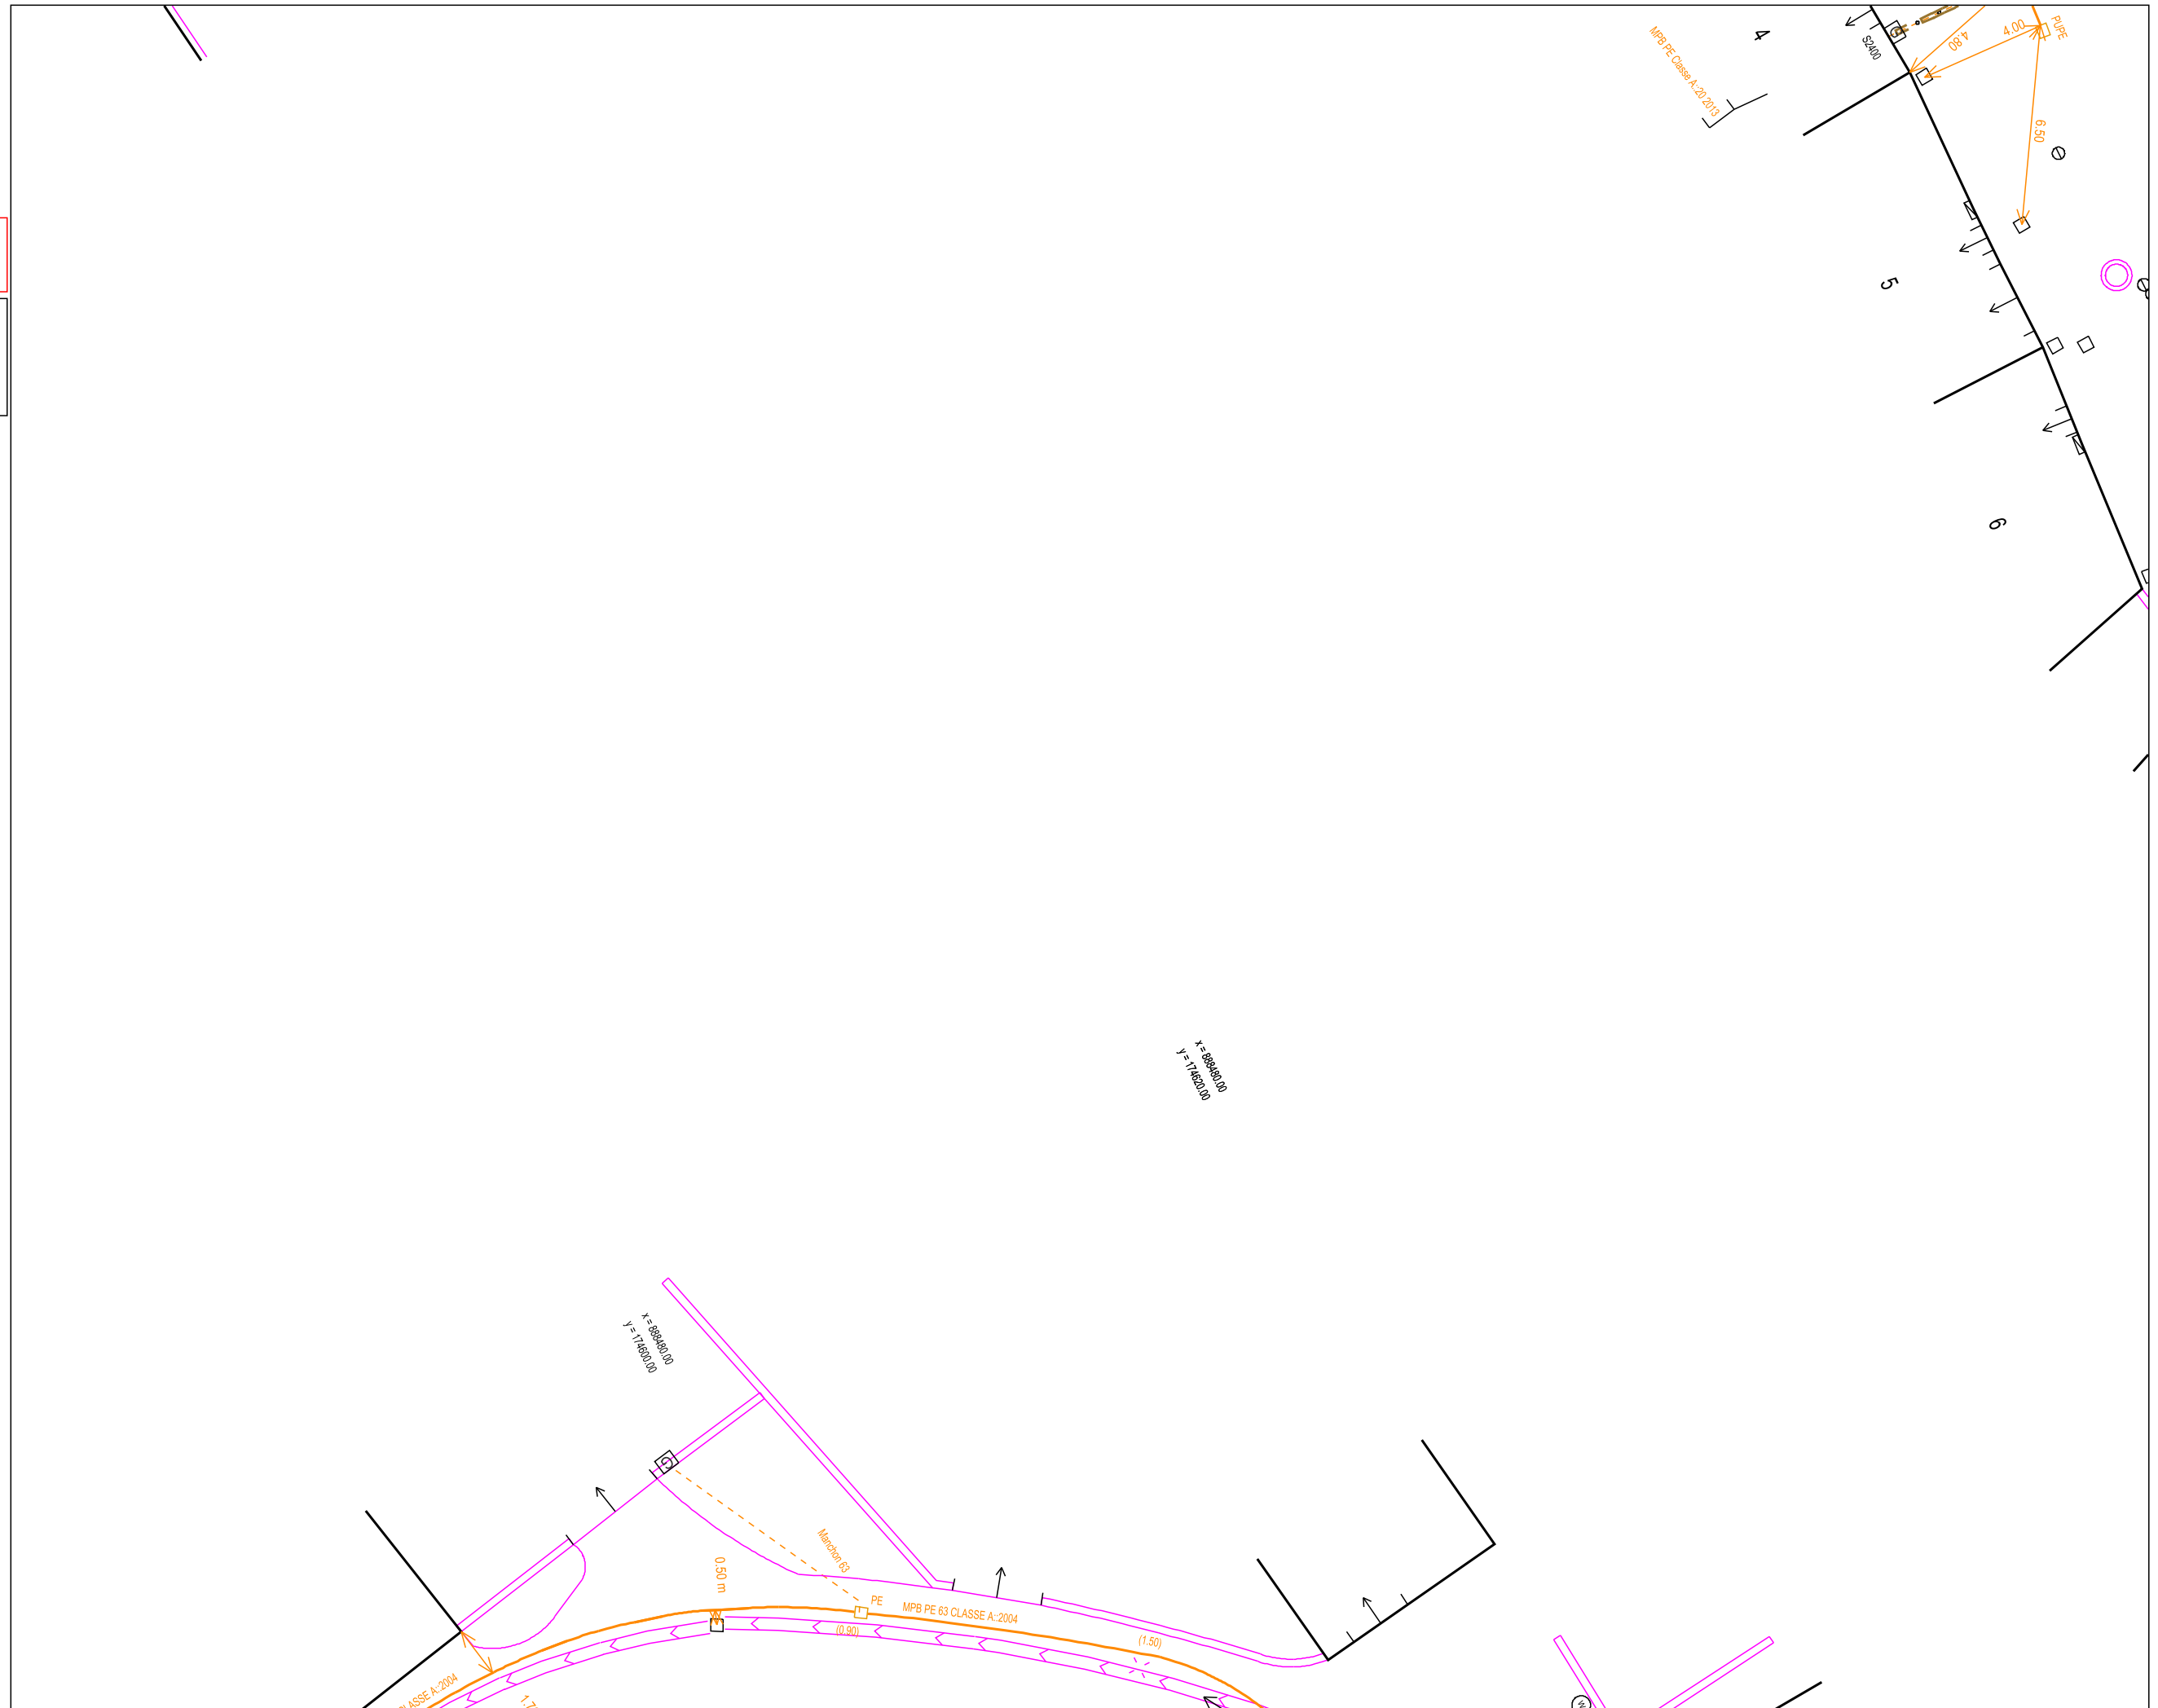 4
S2400
G
4.80
4.00
PUPE
MPB PE Classe A::20 2013
6.50
5
6
x = 888480.00
y = 174620.00
x = 888480.00
y = 174600.00
G
Manchon 63
0.50 m
PE
MPB PE 63 CLASSE A::2004
(0.90)
(1.50)
CLASSE A::2004